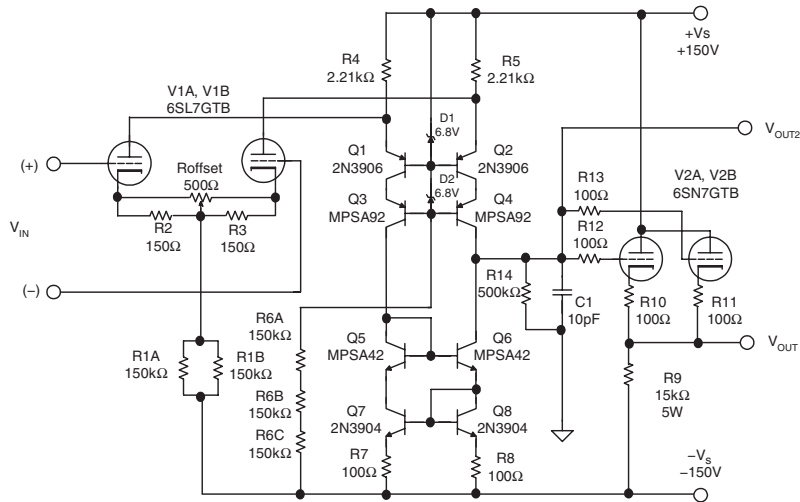 +Vs
+150V
R4
2.21kΩ
R5
2.21kΩ
V1A, V1B
6SL7GTB
D1
6.8V
VOUT2
Q1
2N3906
Q2
2N3906
(+)
Roffset
500Ω
D2
6.8V
R13
100Ω
V2A, V2B
6SN7GTB
Q3
MPSA92
Q4
MPSA92
VIN
R2
150Ω
R3
150Ω
R12
100Ω
(−)
R14
500kΩ
C1
10pF
R10
100Ω
R11
100Ω
R6A
150kΩ
VOUT
R1A
150kΩ
R1B
150kΩ
Q5
MPSA42
Q6
MPSA42
R6B
150kΩ
R9
15kΩ
5W
Q7
2N3904
Q8
2N3904
R6C
150kΩ
R7
100Ω
R8
100Ω
−Vs
−150V